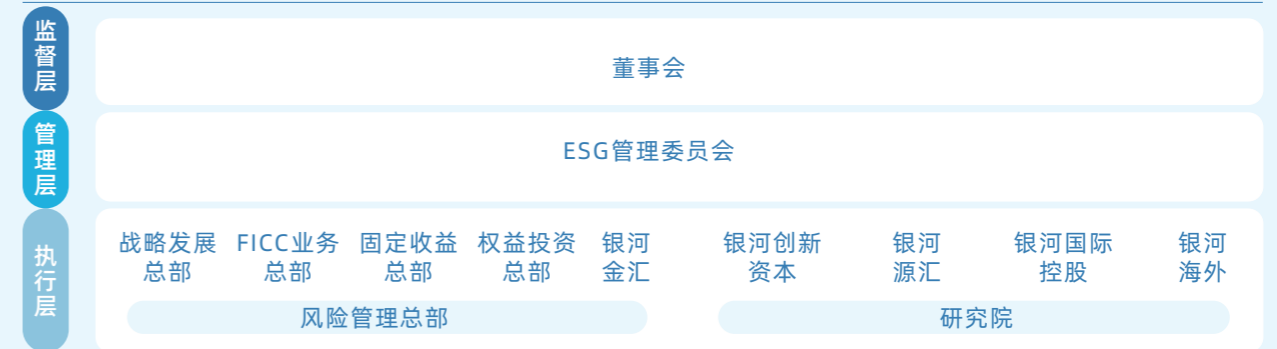 监督层
董事会
管理层
ESG管理委员会
执行层
战略发展 FICC业务 固定收益 权益投资 银河 银河创新 银河 银河国际 银河
总部 总部 总部 总部 金汇 资本 源汇 控股 海外
风险管理总部 研究院